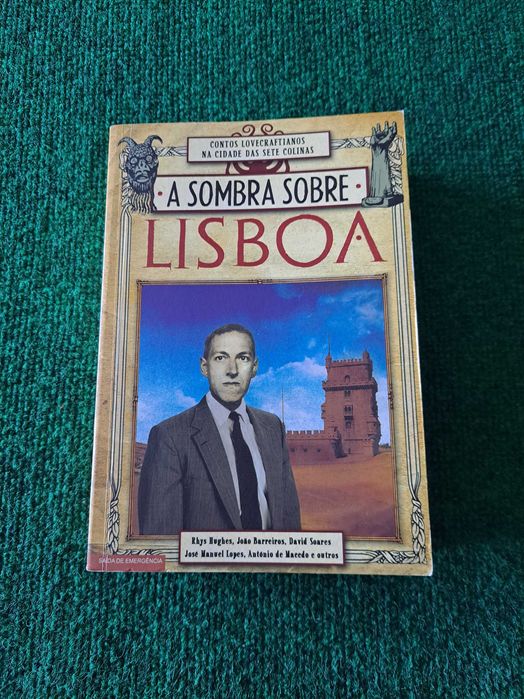 CONTOS LOVECRAFTIANOS
NA CIDADE DAS SETE COLINAS
· A SOMBRA SOBRE ·
LISBOA
Rhys Hughes, João Barreiros, David Soares
José Manuel Lopes, António de Macedo e outros
SAÍDA DE EMERGÊNCIA